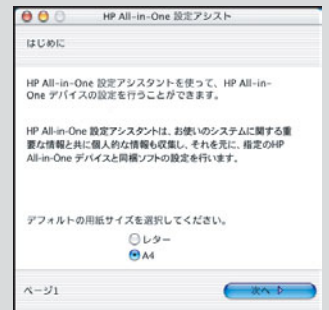 HP All-in-One 設定アシスト
はじめに
HP All-in-One 設定アシスタントを使って、HP All-in-
One デバイスの設定を行うことができます。
HP All-in-One 設定アシスタントは、お使いのシステムに関する重
要な情報と共に個人的な情報も収集し、それを元に、指定のHP
All-in-One デバイスと同梱ソフトの設定を行います。
デフォルトの用紙サイズを選択してください。
レター
A4
ページ1
次へ